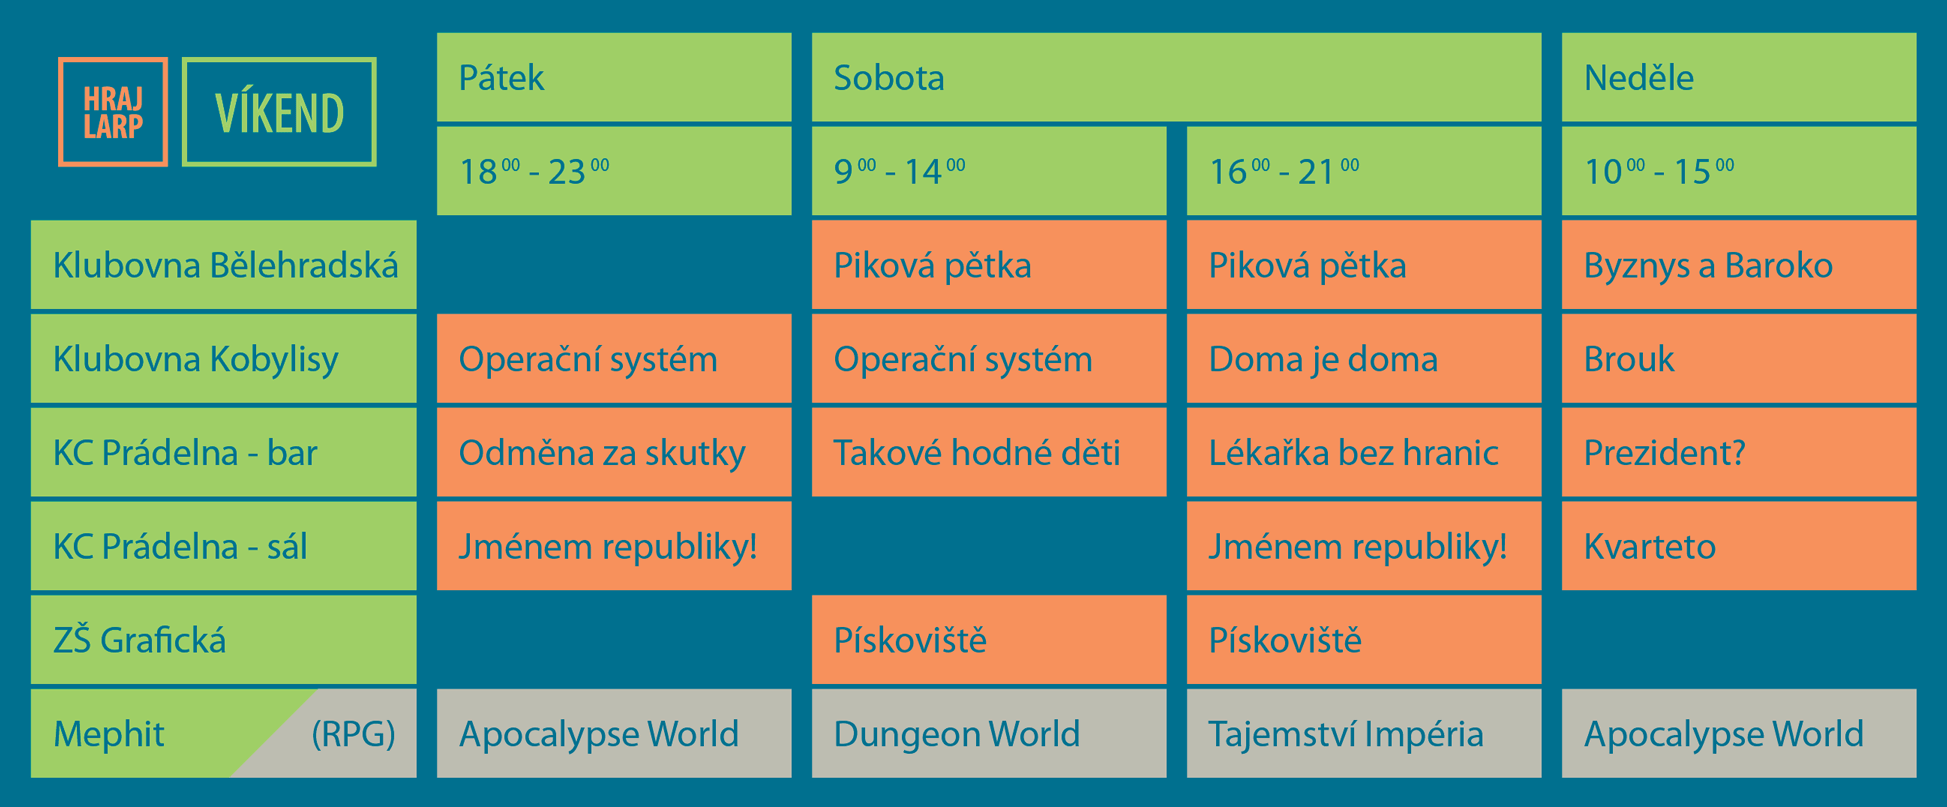 HRAJ
LARP
VÍKEND
Pátek
Sobota
Neděle
18 00 - 23 00
9 00 - 14 00
16 00 - 21 00
10 00 - 15 00
Klubovna Bělehradská
Piková pětka
Piková pětka
Byznys a Baroko
Klubovna Kobylisy
Operační systém
Operační systém
Doma je doma
Brouk
KC Prádelna - bar
Odměna za skutky
Takové hodné děti
Lékařka bez hranic
Prezident?
KC Prádelna - sál
Jménem republiky!
Jménem republiky!
Kvarteto
ZŠ Grafická
Pískoviště
Pískoviště
Mephit (RPG)
Apocalypse World
Dungeon World
Tajemství Impéria
Apocalypse World